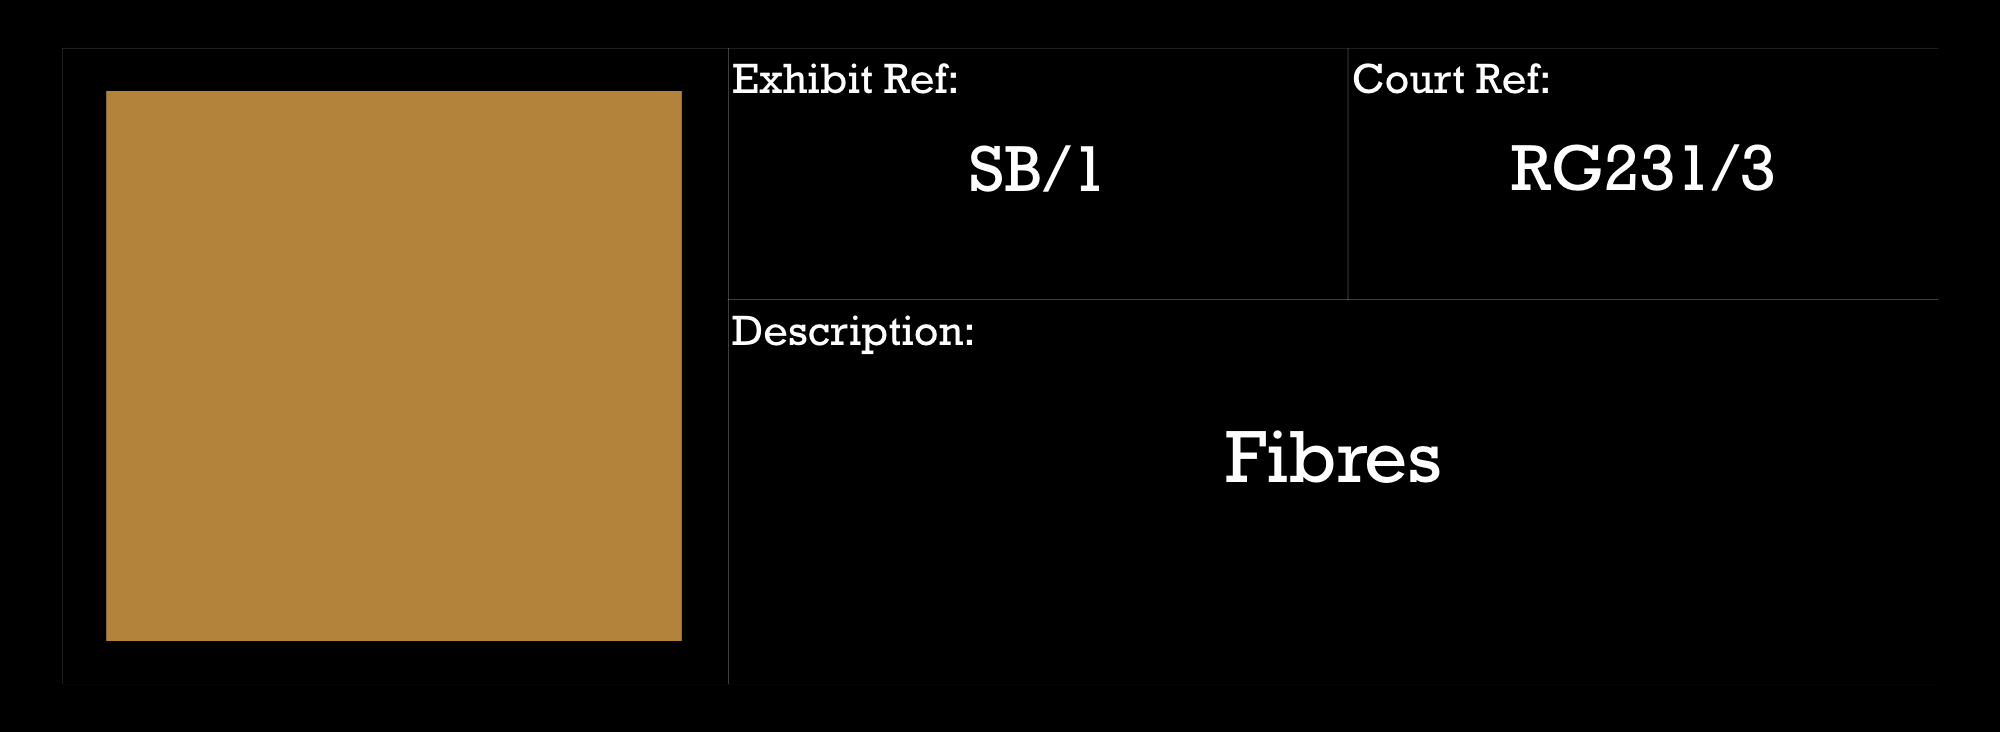 Exhibit Ref:
SB/1
Court Ref:
RG231/3
Description:
Fibres